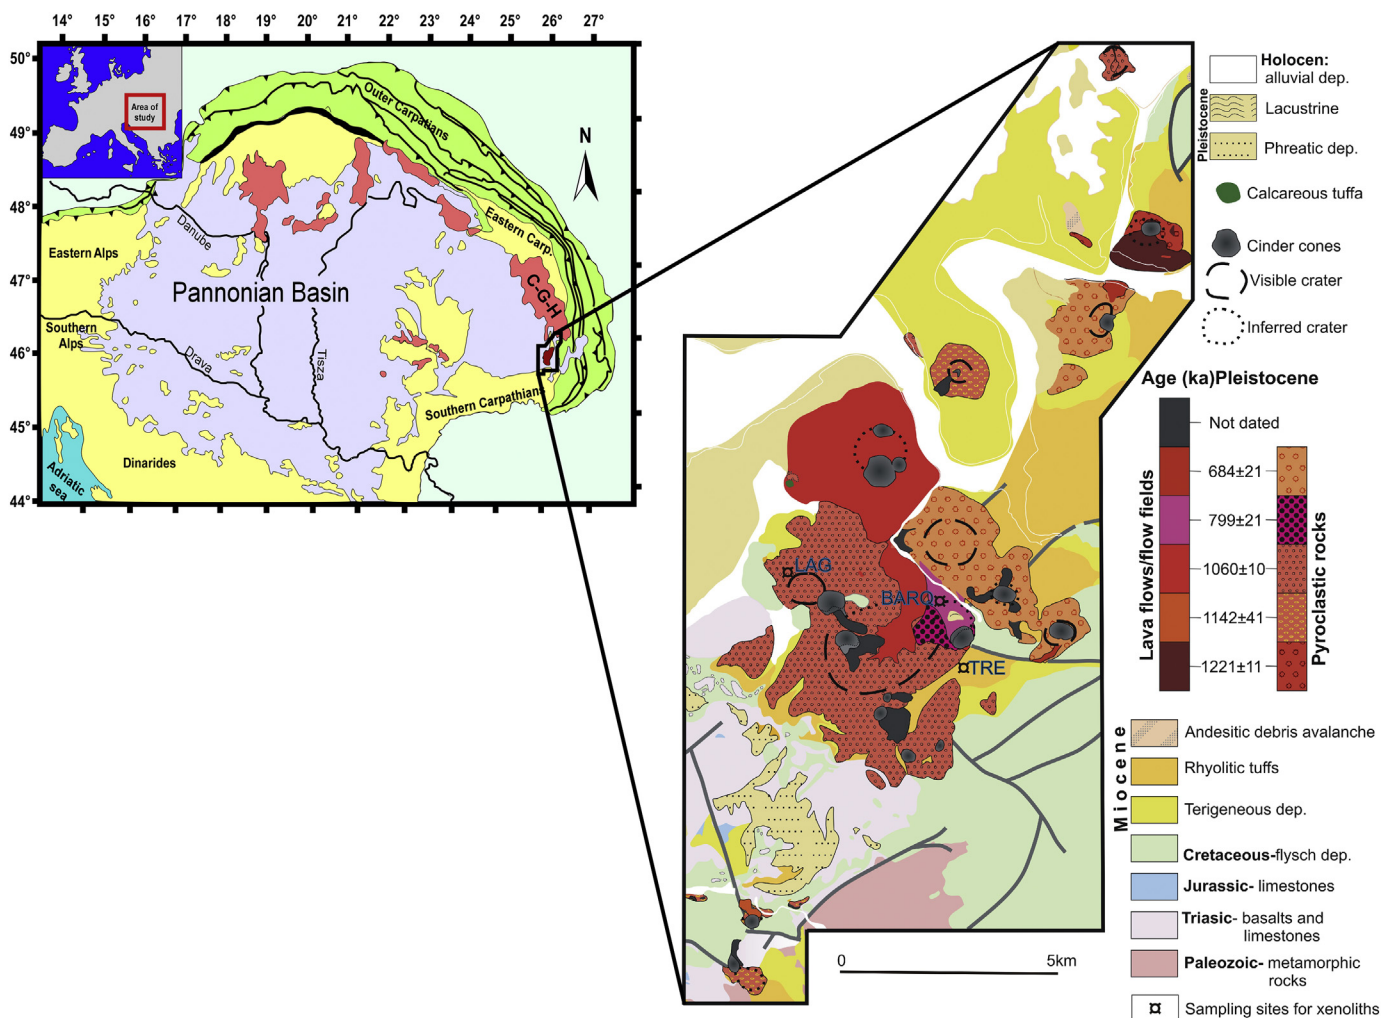 14° 15° 16° 17° 18° 19° 20° 21° 22° 23° 24° 25° 26° 27°
50°
49°
48°
47°
46°
45°
44°
Area of
study
Outer Carpatians
N
Danube
Eastern Carp.
Eastern Alps
Pannonian Basin
C-G-H
Southern
Alps
Drava
Tisza
Southern Carpathians
Dinarides
Adriatic
sea
LAG
BARQ
TRE
0 5km
Holocen:
alluvial dep.
Pleistocene
Lacustrine
Phreatic dep.
Calcareous tuffa
Cinder cones
Visible crater
Inferred crater
Age (ka)Pleistocene
Lava flows/flow fields
Not dated
684±21
799±21
1060±10
1142±41
1221±11
Pyroclastic rocks
Miocene
Andesitic debris avalanche
Rhyolitic tuffs
Terigeneous dep.
Cretaceous-flysch dep.
Jurassic- limestones
Triasic- basalts and
limestones
Paleozoic- metamorphic
rocks
¤ Sampling sites for xenoliths